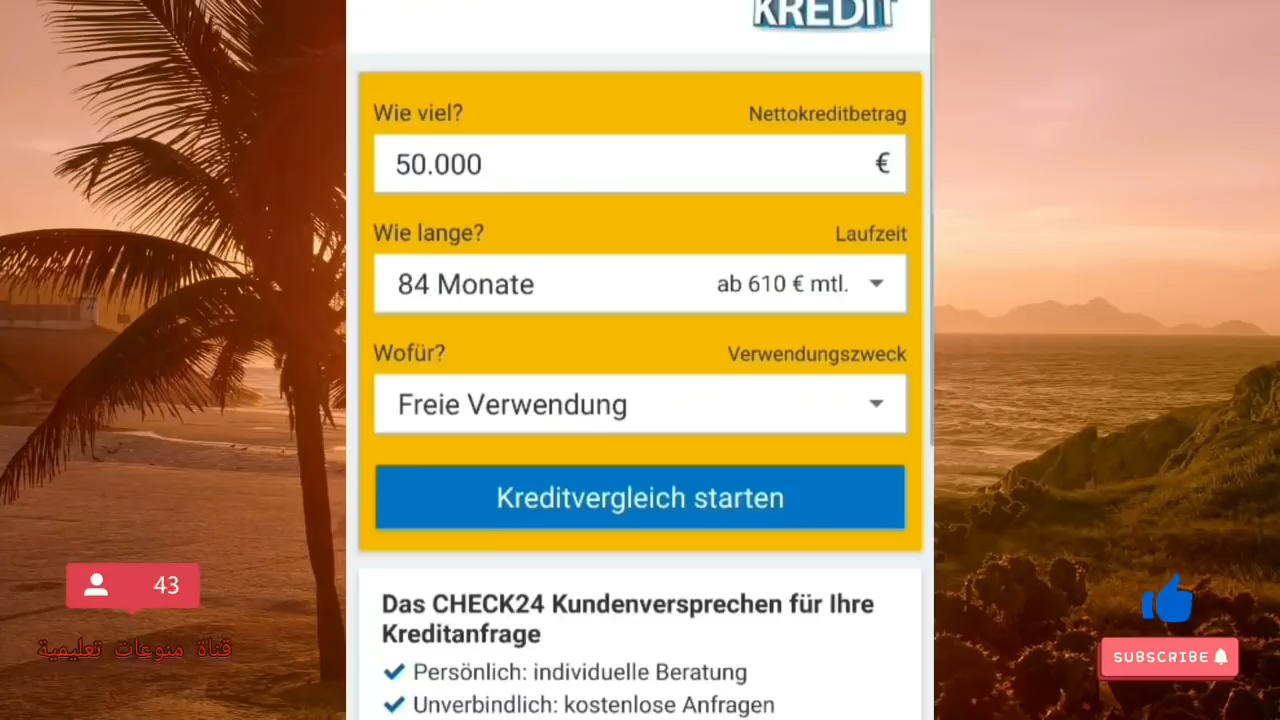 KREDIT
Wie viel?
Nettokreditbetrag
50.000
€
Wie lange?
Laufzeit
84 Monate
ab 610 € mtl.
Wofür?
Verwendungszweck
Freie Verwendung
Kreditvergleich starten
Das CHECK24 Kundenversprechen für Ihre
Kreditanfrage
Persönlich: individuelle Beratung
Unverbindlich: kostenlose Anfragen
43
قناة منوعات تعليمية
SUBSCRIBE